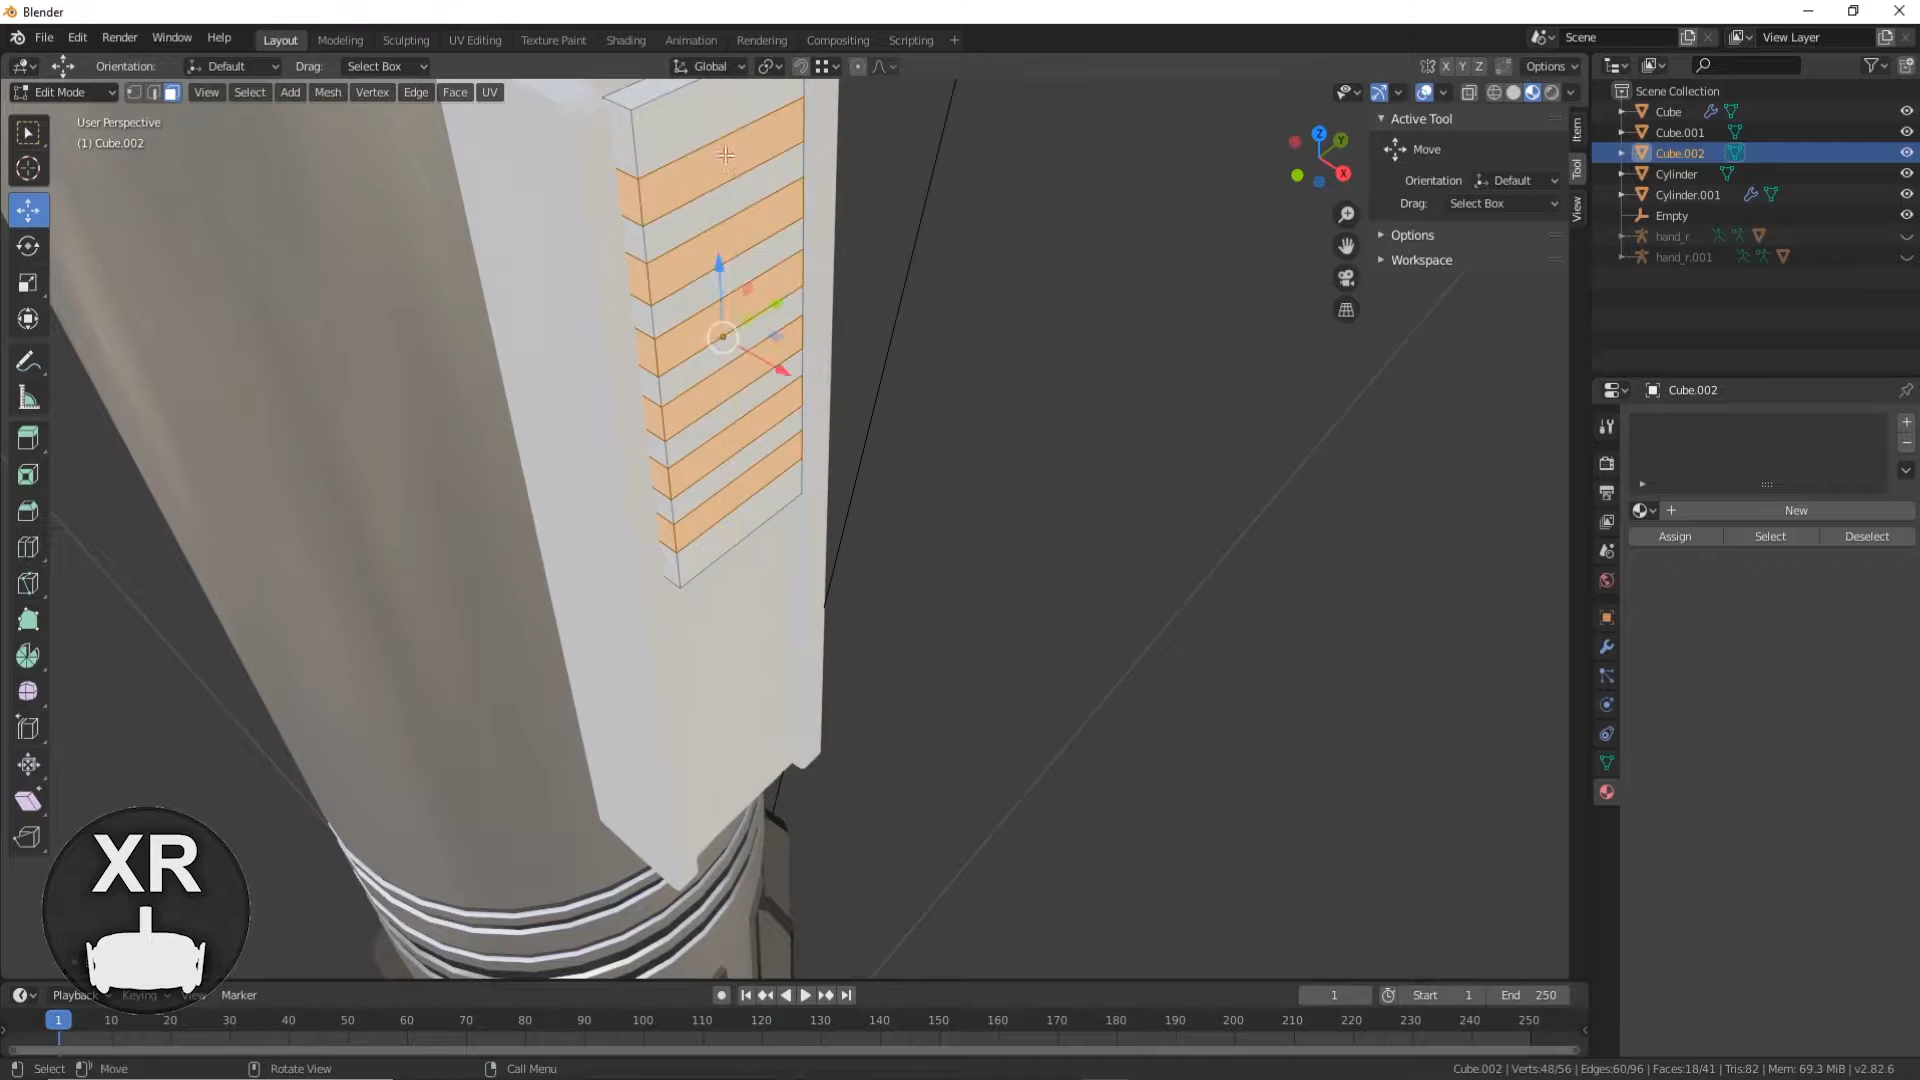 Blender
File Edit Render Window Help Layout Modeling Sculpting UV Editing Texture Paint Shading Animation Rendering Compositing Scripting + Scene View Layer
Orientation: Default Drag: Select Box Global X Y Z Options
Edit Mode View Select Add Mesh Vertex Edge Face UV
User Perspective
(1) Cube.002
Z
Y
X
Active Tool
Move
Orientation Default
Drag: Select Box
Options
Workspace
Item
Tool
View
Scene Collection
Cube
Cube.001
Cube.002
Cylinder
Cylinder.001
Empty
hand_r
hand_r.001
Cube.002
New
Assign Select Deselect
XR
Playback Keying View Marker 1 Start 1 End 250
1 10 20 30 40 50 60 70 80 90 100 110 120 130 140 150 160 170 180 190 200 210 220 230 240 250
Select Move Rotate View Call Menu Cube.002 | Verts:48/56 | Edges:60/96 | Faces:18/41 | Tris:82 | Mem: 69.3 MiB | v2.82.6